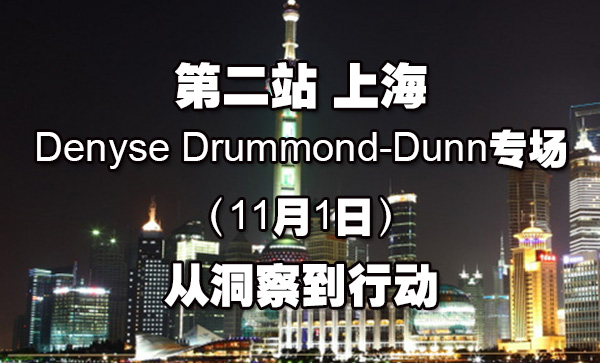 第二站 上海
Denyse Drummond-Dunn专场
（11月1日）
从洞察到行动